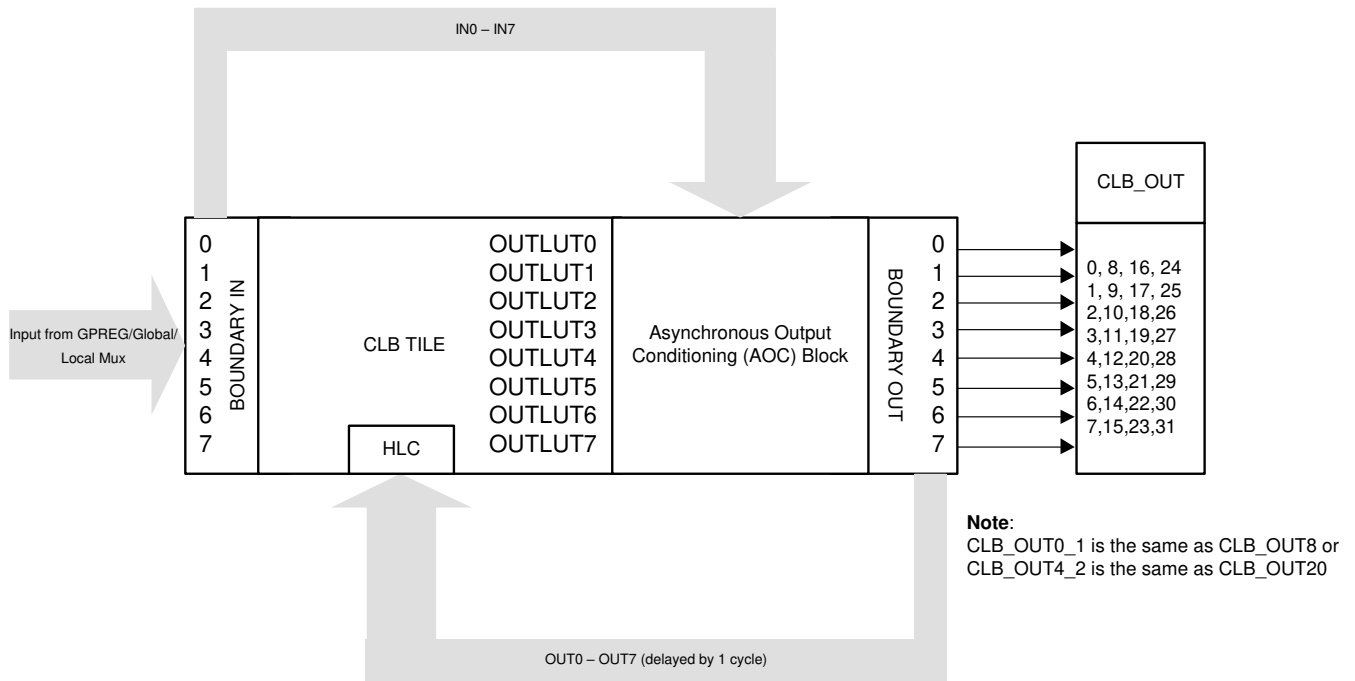 IN0 – IN7
CLB_OUT
Input from GPREG/Global/
Local Mux
BOUNDARY IN
0
1
2
3
4
5
6
7
CLB TILE
HLC
OUTLUT0
OUTLUT1
OUTLUT2
OUTLUT3
OUTLUT4
OUTLUT5
OUTLUT6
OUTLUT7
Asynchronous Output
Conditioning (AOC) Block
BOUNDARY OUT
0
1
2
3
4
5
6
7
0, 8, 16, 24
1, 9, 17, 25
2,10,18,26
3,11,19,27
4,12,20,28
5,13,21,29
6,14,22,30
7,15,23,31
Note:
CLB_OUT0_1 is the same as CLB_OUT8 or
CLB_OUT4_2 is the same as CLB_OUT20
OUT0 – OUT7 (delayed by 1 cycle)